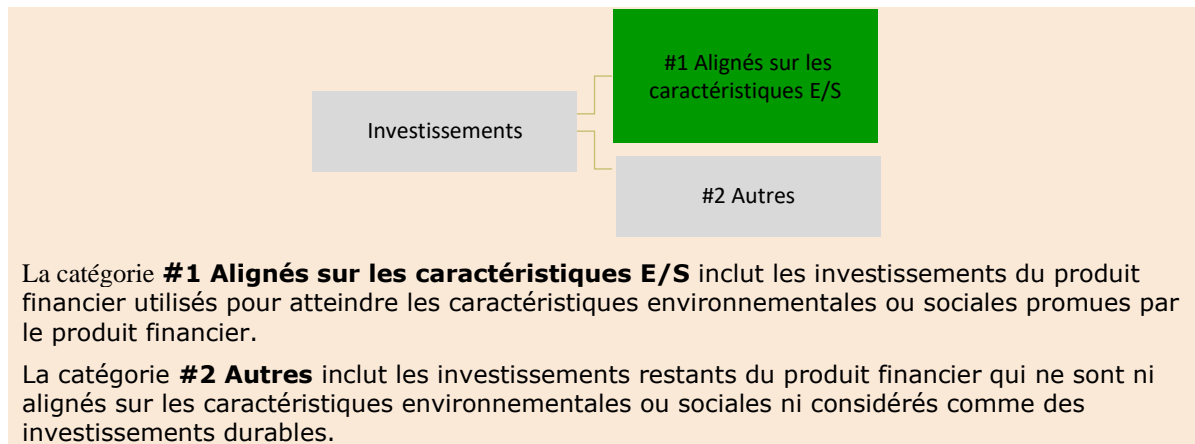 #1 Alignés sur les
caractéristiques E/S
Investissements
#2 Autres
La catégorie #1 Alignés sur les caractéristiques E/S inclut les investissements du produit
financier utilisés pour atteindre les caractéristiques environnementales ou sociales promues par
le produit financier.
La catégorie #2 Autres inclut les investissements restants du produit financier qui ne sont ni
alignés sur les caractéristiques environnementales ou sociales ni considérés comme des
investissements durables.